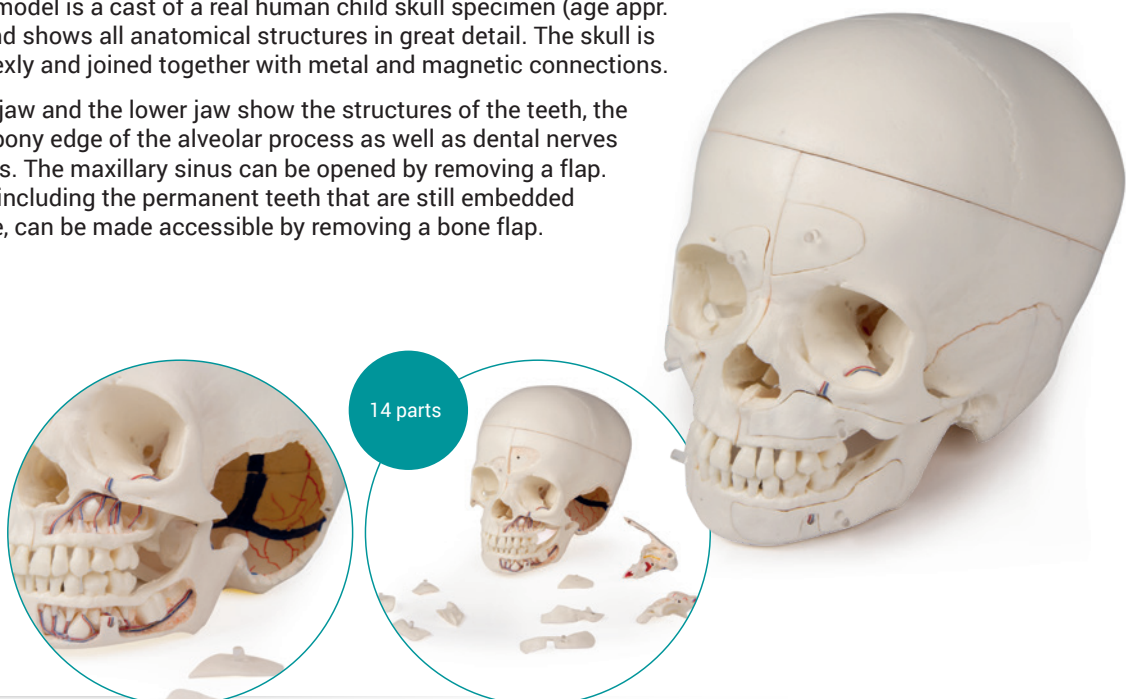 model is a cast of a real human child skull specimen (age appr.
shows all anatomical structures in great detail. The skull is
and joined together with metal and magnetic connections.
jaw and the lower jaw show the structures of the teeth, the
bony edge of the alveolar process as well as dental nerves
The maxillary sinus can be opened by removing a flap.
including the permanent teeth that are still embedded
can be made accessible by removing a bone flap.
14 parts